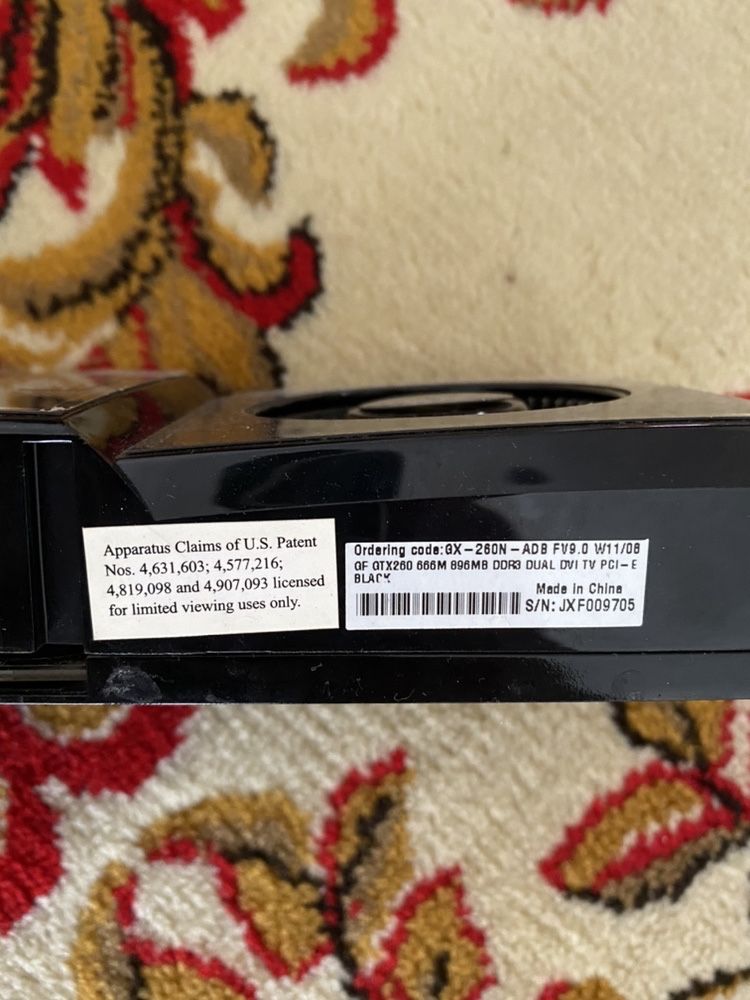 Apparatus Claims of U.S. Patent
Nos. 4,631,603; 4,577,216;
4,819,098 and 4,907,093 licensed
for limited viewing uses only.
Ordering code:GX-260N-ADB FV9.0 W11/08
GF GTX260 666M 896MB DDR3 DUAL DVI TV PCI-E
BLACK
Made in China
S/N: JXF009705